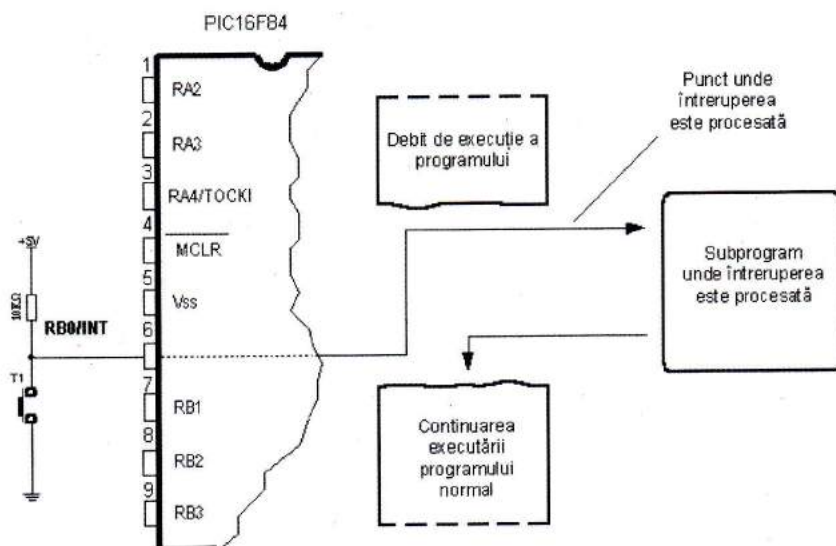 PIC16F84
1
RA2
2
RA3
3
RA4/TOCKI
4
MCLR
5
Vss
6
7
RB1
8
RB2
9
RB3
+5V
10KΩ
RB0/INT
T1
Debit de execuție a
programului
Punct unde
întreruperea
este procesată
Subprogram
unde întreruperea
este procesată
Continuarea
executării
programului
normal